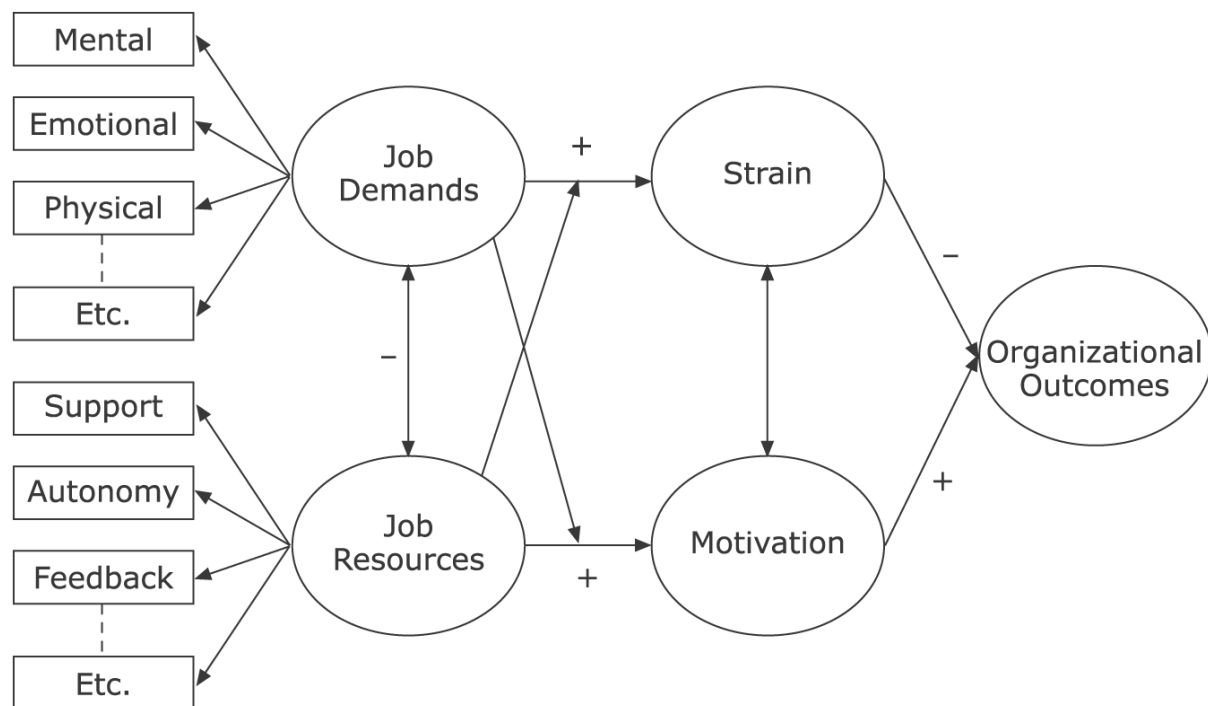 Mental
Emotional
Physical
Etc.
Support
Autonomy
Feedback
Etc.
Job
Demands
Job
Resources
+
–
+
Strain
Motivation
–
+
Organizational
Outcomes